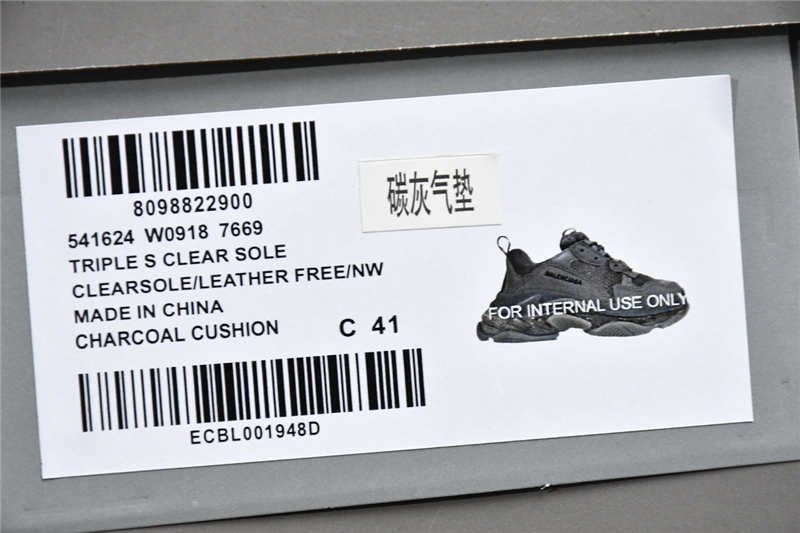 8098822900
541624 W0918 7669
TRIPLE S CLEAR SOLE
CLEARSOLE/LEATHER FREE/NW
MADE IN CHINA
CHARCOAL CUSHION C 41
ECBL001948D
碳灰气垫
BALENCIAGA
FOR INTERNAL USE ONLY